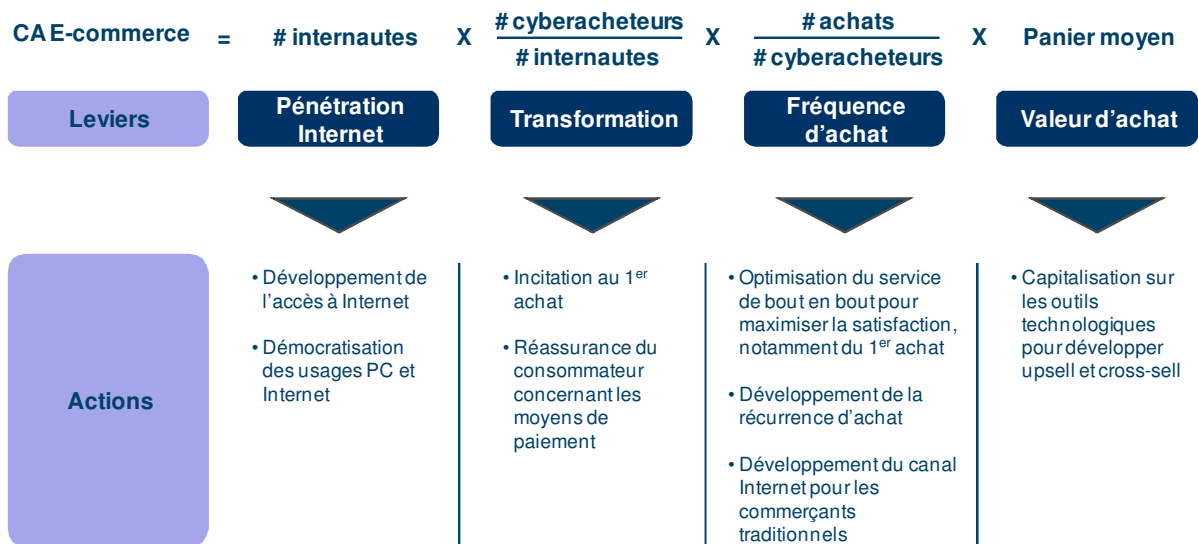 CA E-commerce = # internautes X # cyberacheteurs X # achats X Panier moyen
# internautes # cyberacheteurs
Leviers
Pénétration
Internet
Transformation
Fréquence
d'achat
Valeur d'achat
Actions
• Développement de
l'accès à Internet
• Démocratisation
des usages PC et
Internet
• Incitation au 1er
achat
• Réassurance du
consommateur
concernant les
moyens de
paiement
• Optimisation du service
de bout en bout pour
maximiser la satisfaction,
notamment du 1er achat
• Développement de la
récurrence d'achat
• Développement du canal
Internet pour les
commerçants
traditionnels
• Capitalisation sur
les outils
technologiques
pour développer
upsell et cross-sell